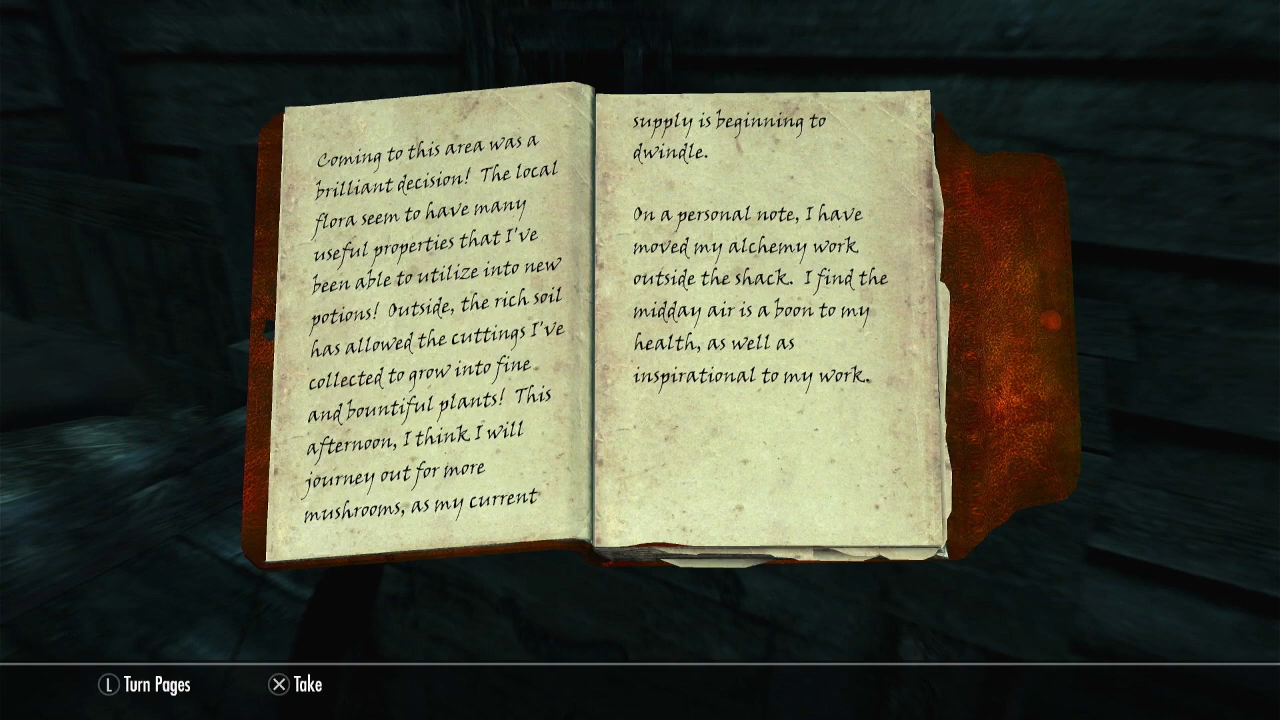 Coming to this area was a
brilliant decision! The local
flora seem to have many
useful properties that I've
been able to utilize into new
potions! Outside, the rich soil
has allowed the cuttings I've
collected to grow into fine
and bountiful plants! This
afternoon, I think I will
journey out for more
mushrooms, as my current
supply is beginning to
dwindle.
On a personal note, I have
moved my alchemy work
outside the shack. I find the
midday air is a boon to my
health, as well as
inspirational to my work.
L Turn Pages
X Take